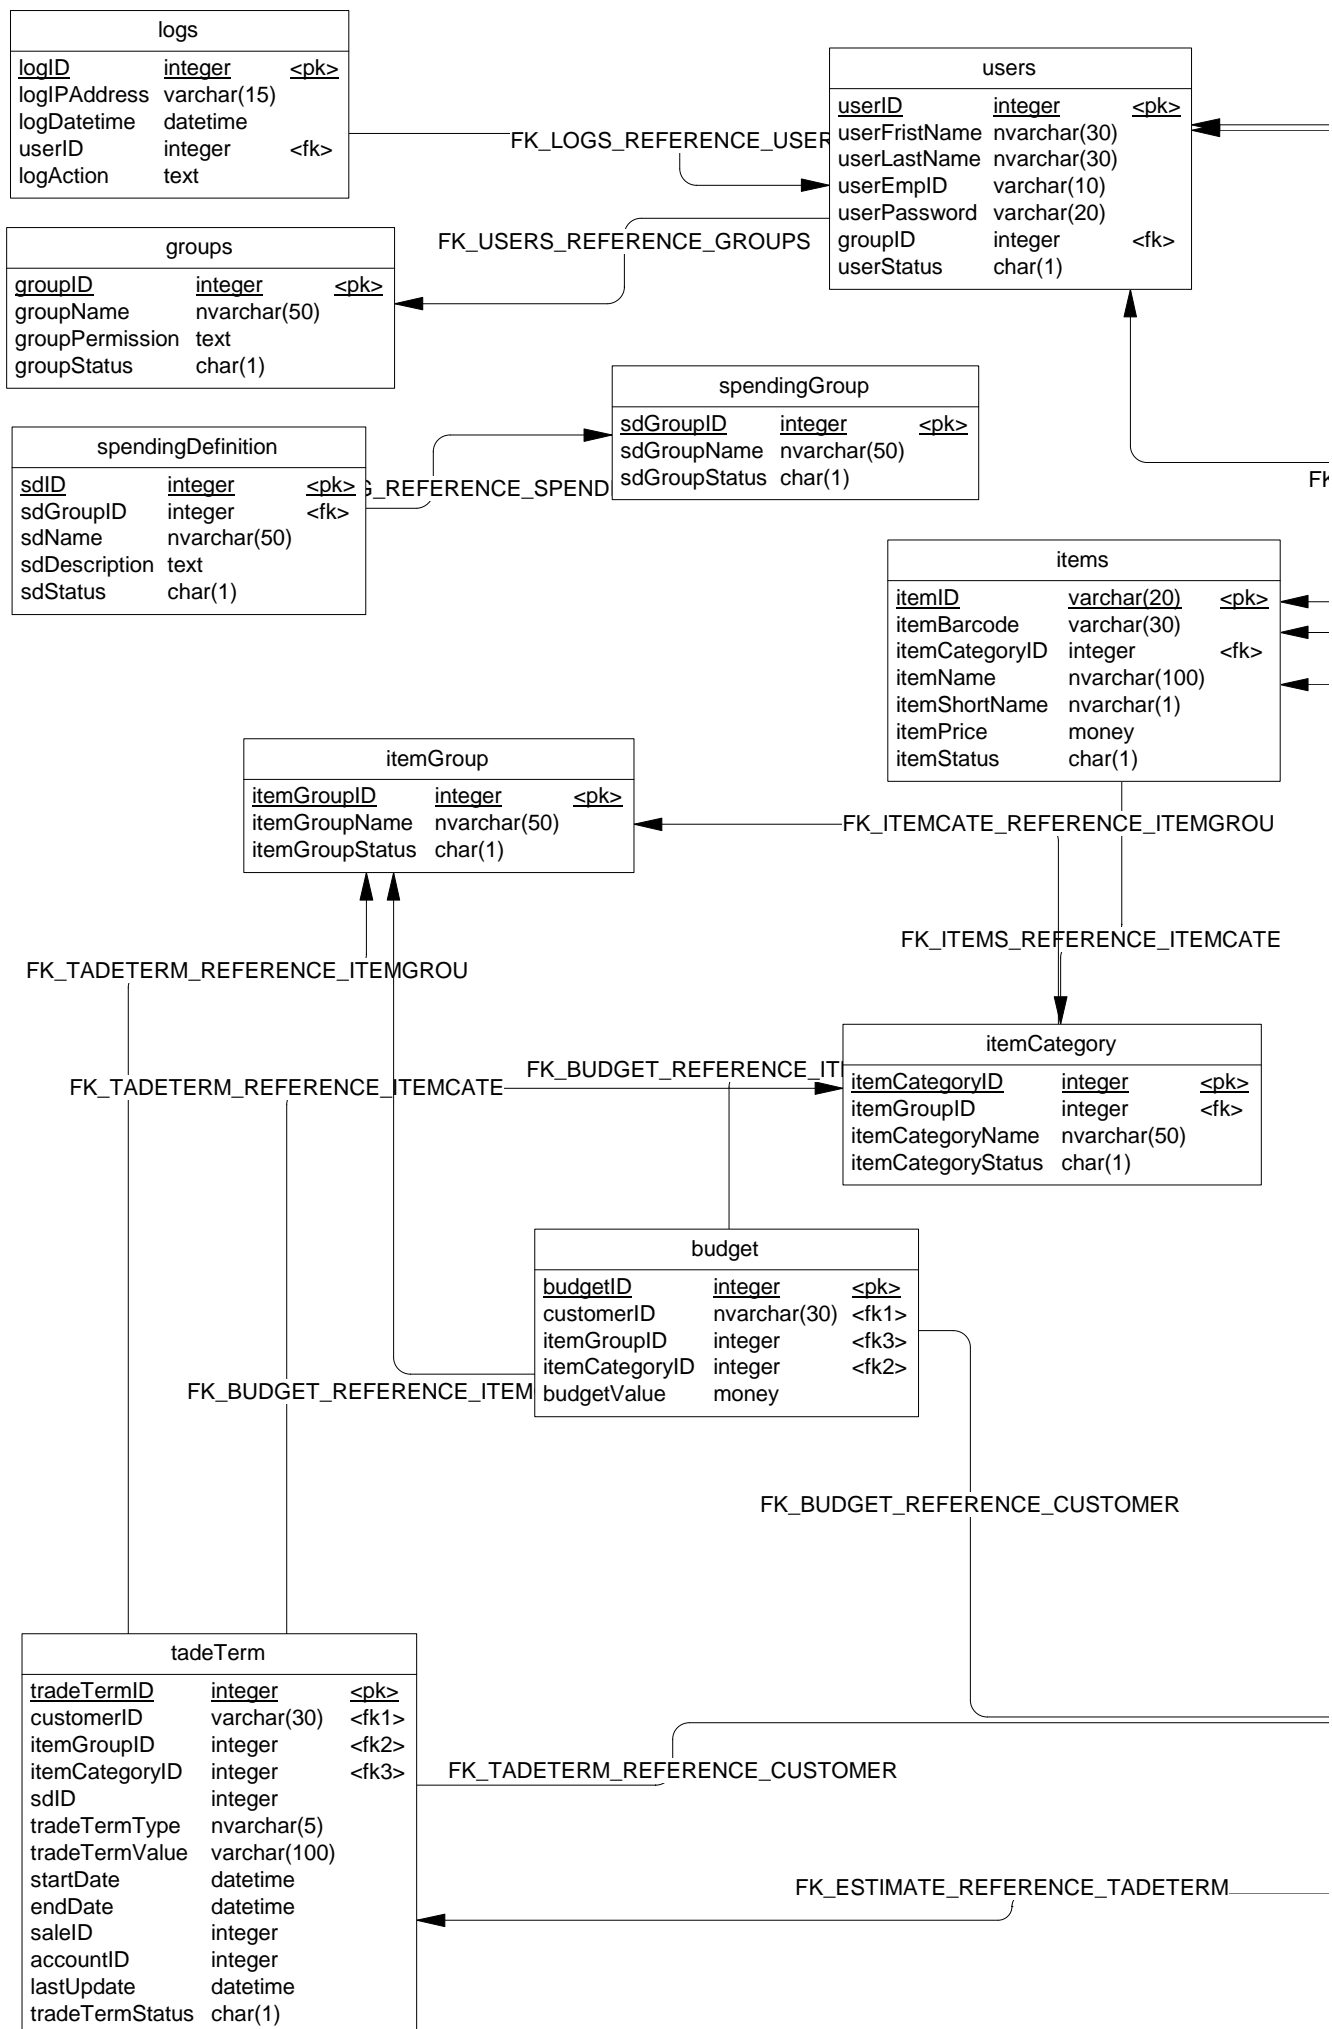 logs
logID integer <pk>
logIPAddress varchar(15)
logDatetime datetime
userID integer <fk>
logAction text
users
userID integer <pk>
userFristName nvarchar(30)
userLastName nvarchar(30)
userEmpID varchar(10)
userPassword varchar(20)
groupID integer <fk>
userStatus char(1)
FK_LOGS_REFERENCE_USER
FK_USERS_REFERENCE_GROUPS
groups
groupID integer <pk>
groupName nvarchar(50)
groupPermission text
groupStatus char(1)
spendingGroup
sdGroupID integer <pk>
sdGroupName nvarchar(50)
sdGroupStatus char(1)
spendingDefinition
sdID integer <pk>
sdGroupID integer <fk>
sdName nvarchar(50)
sdDescription text
sdStatus char(1)
G_REFERENCE_SPEND
FK
items
itemID varchar(20) <pk>
itemBarcode varchar(30)
itemCategoryID integer <fk>
itemName nvarchar(100)
itemShortName nvarchar(1)
itemPrice money
itemStatus char(1)
itemGroup
itemGroupID integer <pk>
itemGroupName nvarchar(50)
itemGroupStatus char(1)
FK_ITEMCATE_REFERENCE_ITEMGROU
FK_ITEMS_REFERENCE_ITEMCATE
FK_TADETERM_REFERENCE_ITEMGROU
itemCategory
itemCategoryID integer <pk>
itemGroupID integer <fk>
itemCategoryName nvarchar(50)
itemCategoryStatus char(1)
FK_BUDGET_REFERENCE_ITE
FK_TADETERM_REFERENCE_ITEMCATE
budget
budgetID integer <pk>
customerID nvarchar(30) <fk1>
itemGroupID integer <fk3>
itemCategoryID integer <fk2>
budgetValue money
FK_BUDGET_REFERENCE_ITEM
FK_BUDGET_REFERENCE_CUSTOMER
tadeTerm
tradeTermID integer <pk>
customerID varchar(30) <fk1>
itemGroupID integer <fk2>
itemCategoryID integer <fk3>
sdID integer
tradeTermType nvarchar(5)
tradeTermValue varchar(100)
startDate datetime
endDate datetime
saleID integer
accountID integer
lastUpdate datetime
tradeTermStatus char(1)
FK_TADETERM_REFERENCE_CUSTOMER
FK_ESTIMATE_REFERENCE_TADETERM